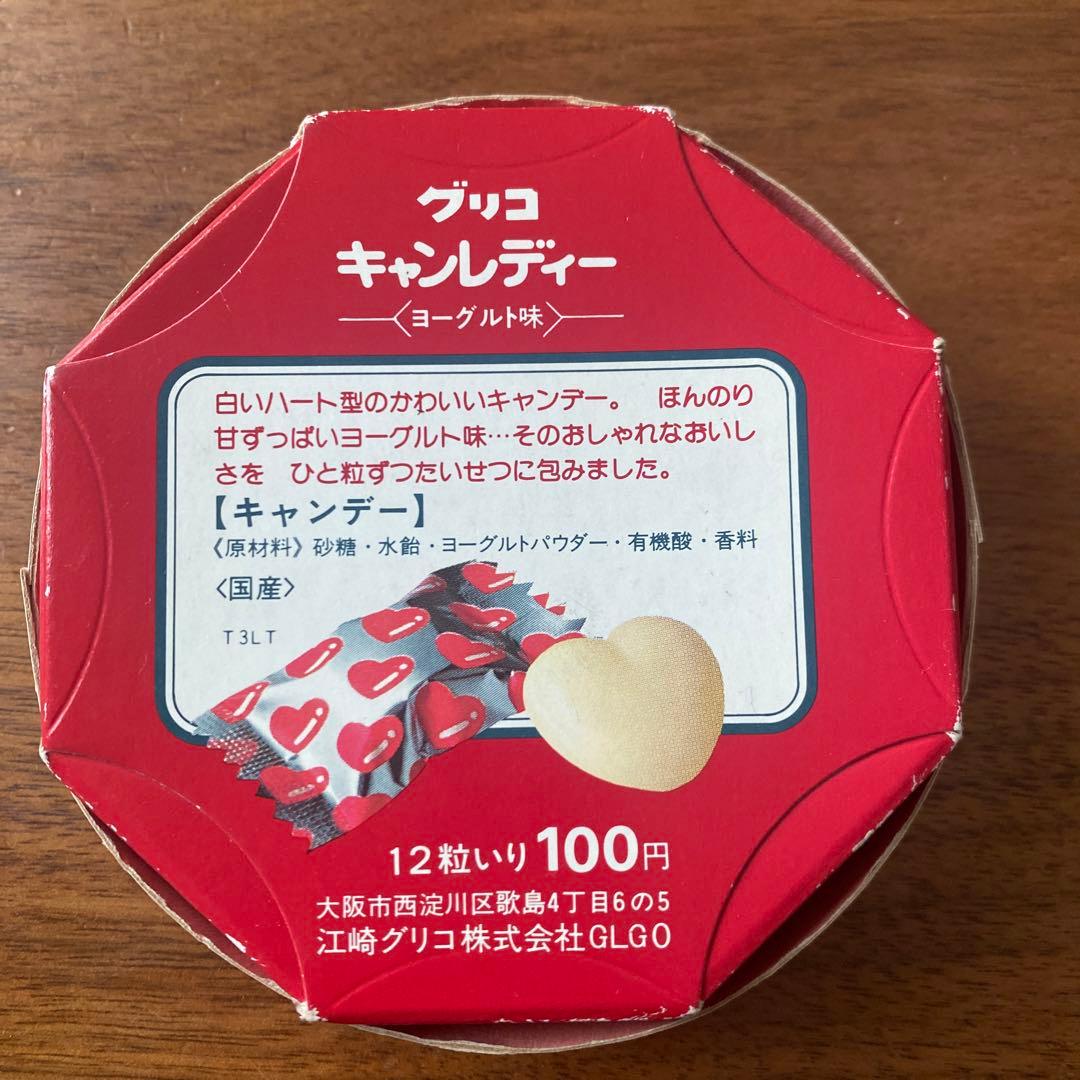 グリコ
キャンレディー
ヨーグルト味
白いハート型のかわいいキャンデー。　ほんのり
甘ずっぱいヨーグルト味…そのおしゃれなおいし
さを　ひと粒ずつたいせつに包みました。
【キャンデー】
〈原材料〉砂糖・水飴・ヨーグルトパウダー・有機酸・香料
〈国産〉
T3LT
12粒いり100円
大阪市西淀川区歌島4丁目6の5
江崎グリコ株式会社GLGO